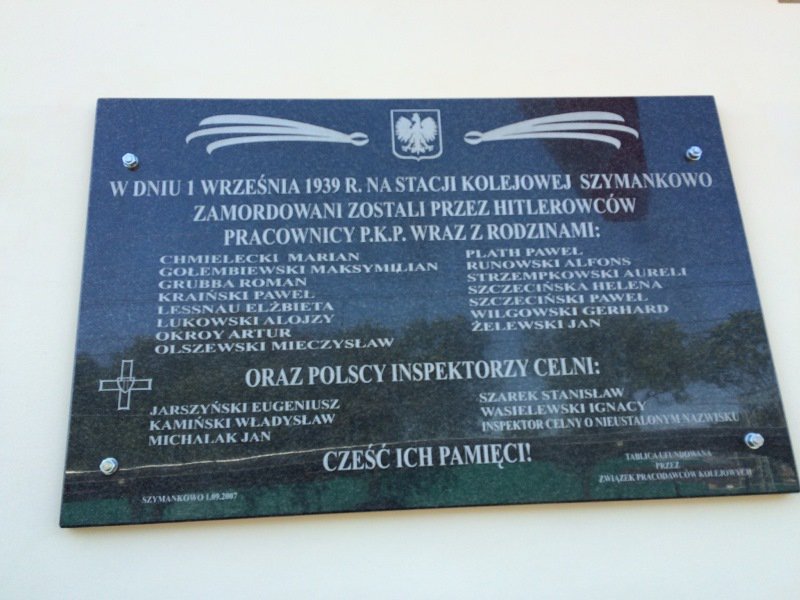 W DNIU 1 WRZEŚNIA 1939 R. NA STACJI KOLEJOWEJ SZYMANKOWO
ZAMORDOWANI ZOSTALI PRZEZ HITLEROWCÓW
PRACOWNICY P.K.P. WRAZ Z RODZINAMI:
CHMIELECKI MARIAN
GOŁEMBIEWSKI MAKSYMILIAN
GRUBBA ROMAN
KRAIŃSKI PAWEŁ
LESSNAU ELŻBIETA
ŁUKOWSKI ALOJZY
OKROY ARTUR
OLSZEWSKI MIECZYSŁAW
PLATH PAWEŁ
RUNOWSKI ALFONS
STRZEMPKOWSKI AURELI
SZCZECIŃSKA HELENA
SZCZECIŃSKI PAWEŁ
WILGOWSKI GERHARD
ŻELEWSKI JAN
ORAZ POLSCY INSPEKTORZY CELNI:
JARSZYŃSKI EUGENIUSZ
KAMIŃSKI WŁADYSŁAW
MICHALAK JAN
SZAREK STANISŁAW
WASIELEWSKI IGNACY
INSPEKTOR CELNY O NIEUSTALONYM NAZWISKU
CZEŚĆ ICH PAMIĘCI!
SZYMANKOWO 1.09.2007
TABLICA UFUNDOWANA
PRZEZ
ZWIĄZEK PRACODAWCÓW KOLEJOWYCH